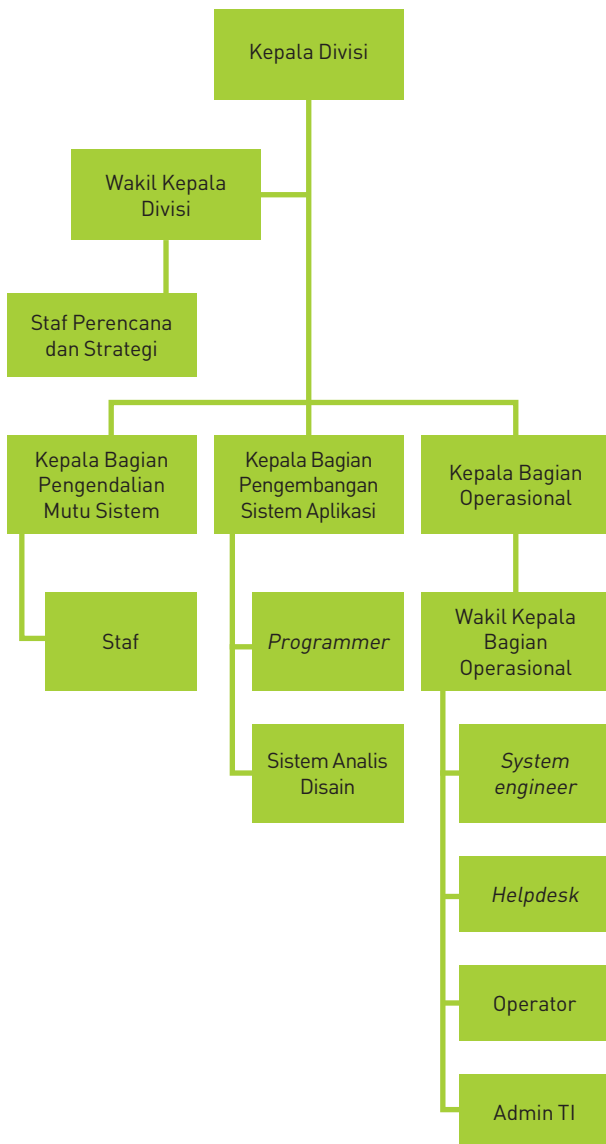 Kepala Divisi
Wakil Kepala
Divisi
Staf Perencana
dan Strategi
Kepala Bagian
Pengendalian
Mutu Sistem
Kepala Bagian
Pengembangan
Sistem Aplikasi
Kepala Bagian
Operasional
Staf
Programmer
Wakil Kepala
Bagian
Operasional
Sistem Analis
Disain
System
engineer
Helpdesk
Operator
Admin TI